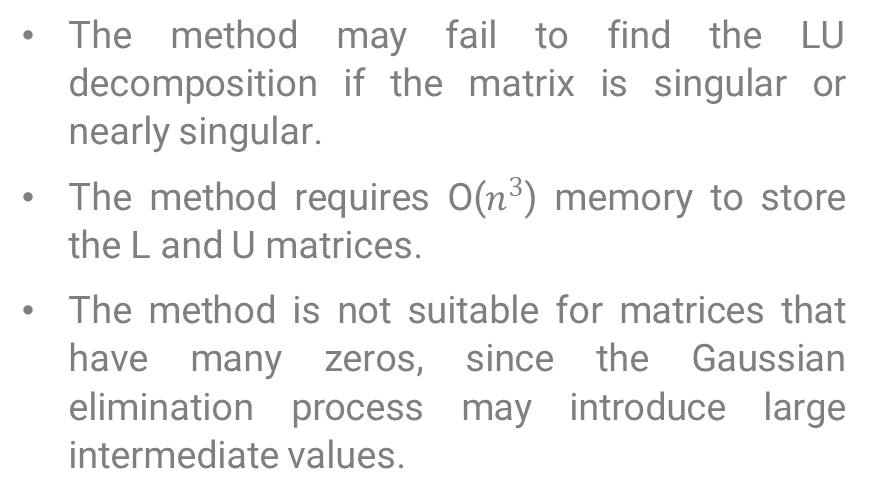 • The method may fail to find the LU
decomposition if the matrix is singular or
nearly singular.
• The method requires O(n³) memory to store
the L and U matrices.
• The method is not suitable for matrices that
have many zeros, since the Gaussian
elimination process may introduce large
intermediate values.